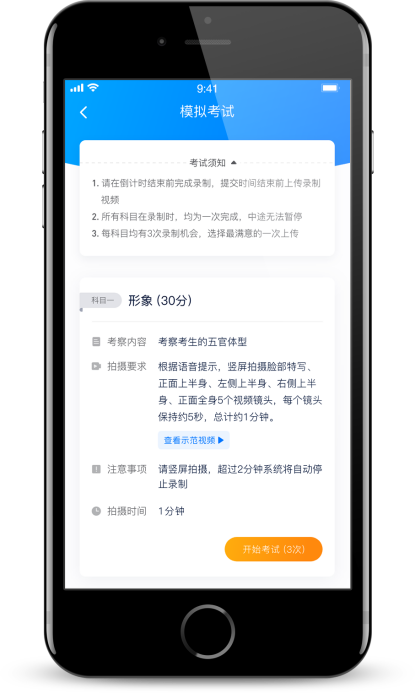 9:41
模拟考试
考试须知
1. 请在倒计时结束前完成录制，提交时间结束前上传录制
视频
2. 所有科目在录制时，均为一次完成，中途无法暂停
3. 每科目均有3次录制机会，选择最满意的一次上传
科目一 形象 (30分)
考察内容 考察考生的五官体型
拍摄要求 根据语音提示，竖屏拍摄脸部特写、
正面上半身、左侧上半身、右侧上半
身、正面全身5个视频镜头，每个镜头
保持约5秒，总计约1分钟。
查看示范视频
注意事项 请竖屏拍摄，超过2分钟系统将自动停
止录制
拍摄时间 1分钟
开始考试 (3次)